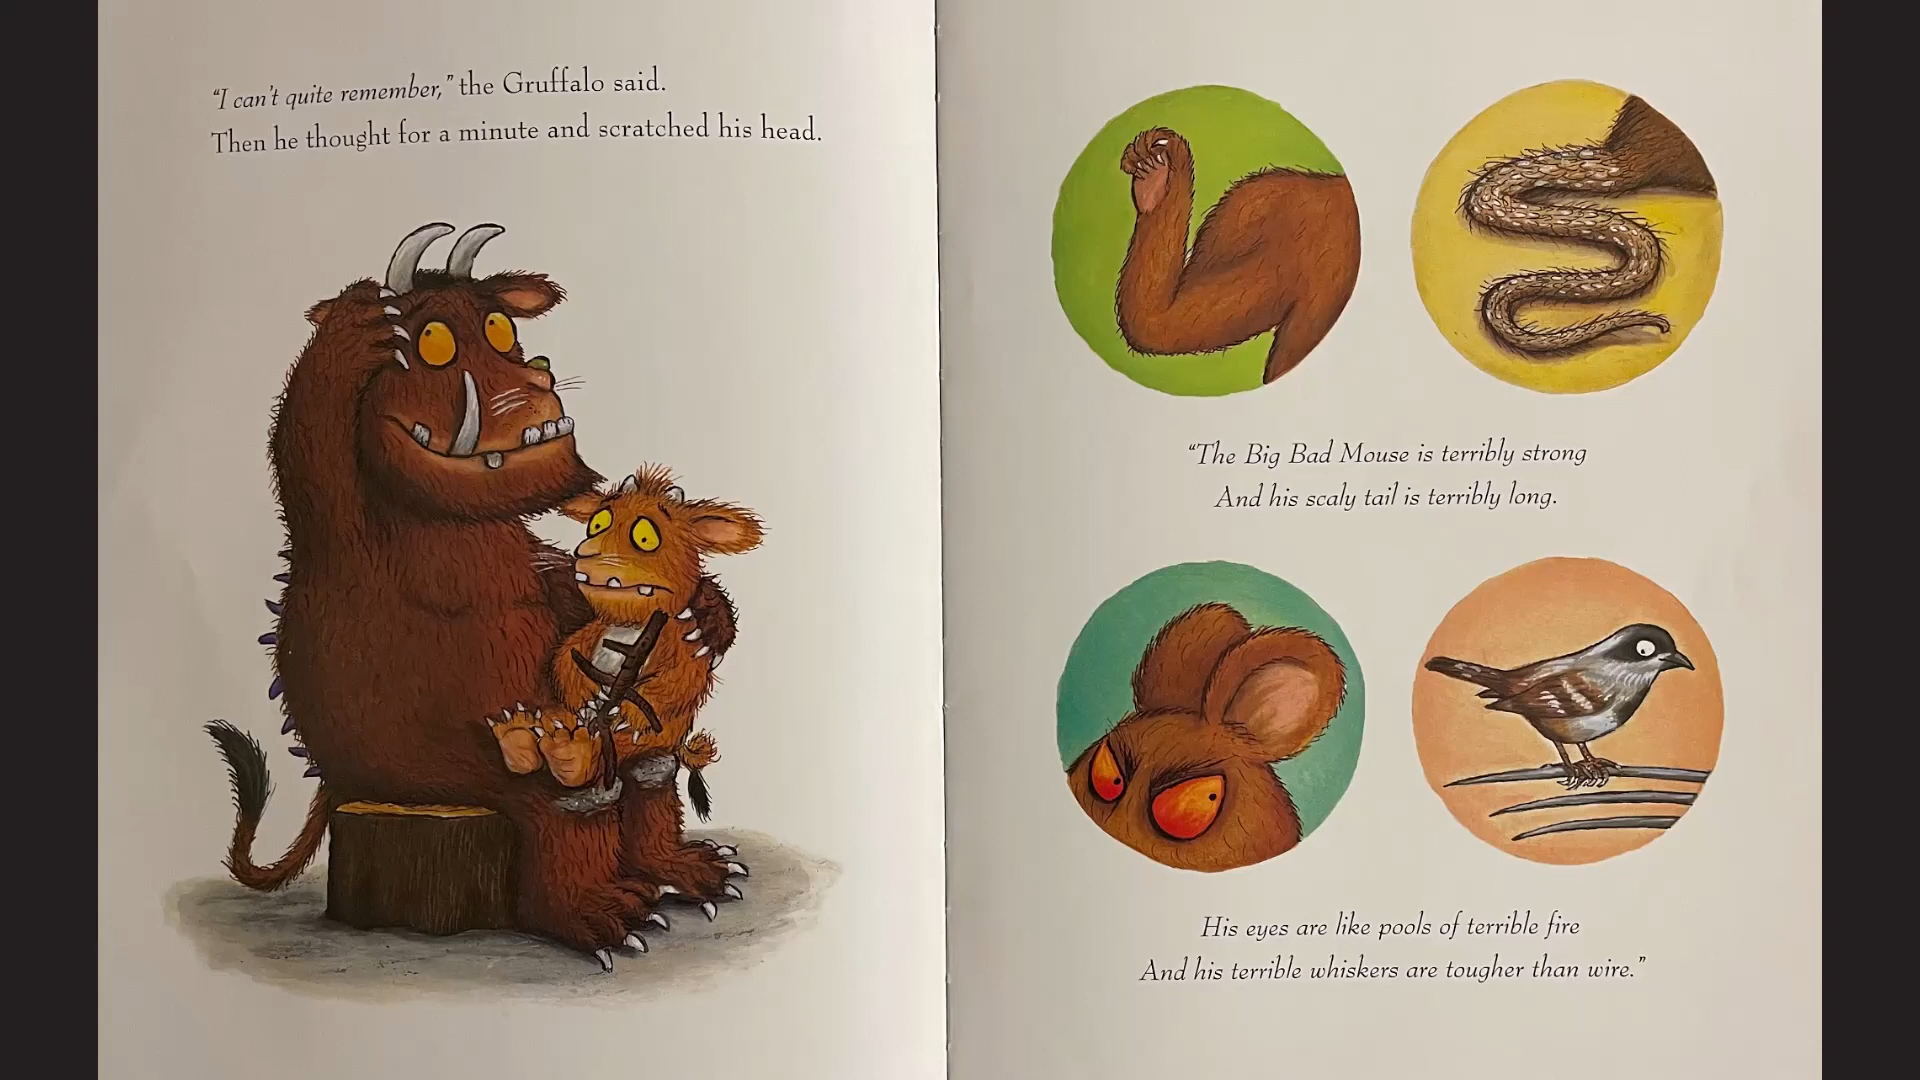 “I can’t quite remember,” the Gruffalo said.
Then he thought for a minute and scratched his head.
“The Big Bad Mouse is terribly strong
And his scaly tail is terribly long.
His eyes are like pools of terrible fire
And his terrible whiskers are tougher than wire.”